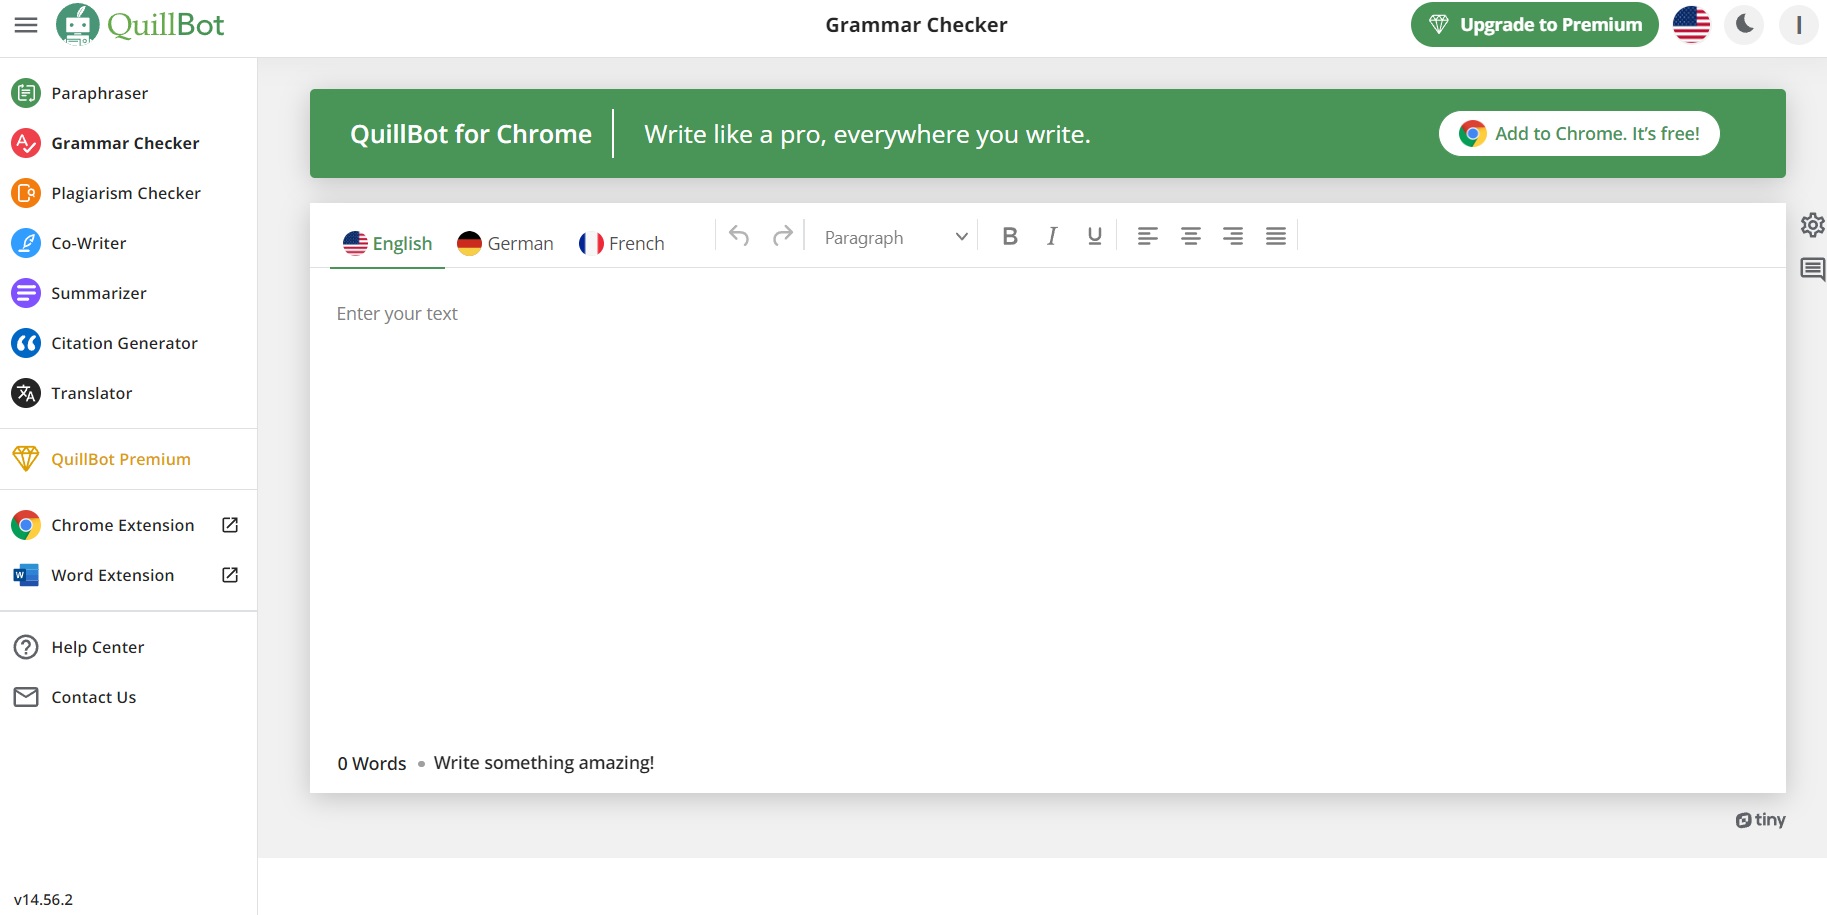 QuillBot
Grammar Checker
Upgrade to Premium
I
Paraphraser
Grammar Checker
Plagiarism Checker
Co-Writer
Summarizer
Citation Generator
Translator
QuillBot Premium
Chrome Extension
Word Extension
Help Center
Contact Us
v14.56.2
QuillBot for Chrome
Write like a pro, everywhere you write.
Add to Chrome. It’s free!
English German French Paragraph B I U
Enter your text
0 Words • Write something amazing!
tiny